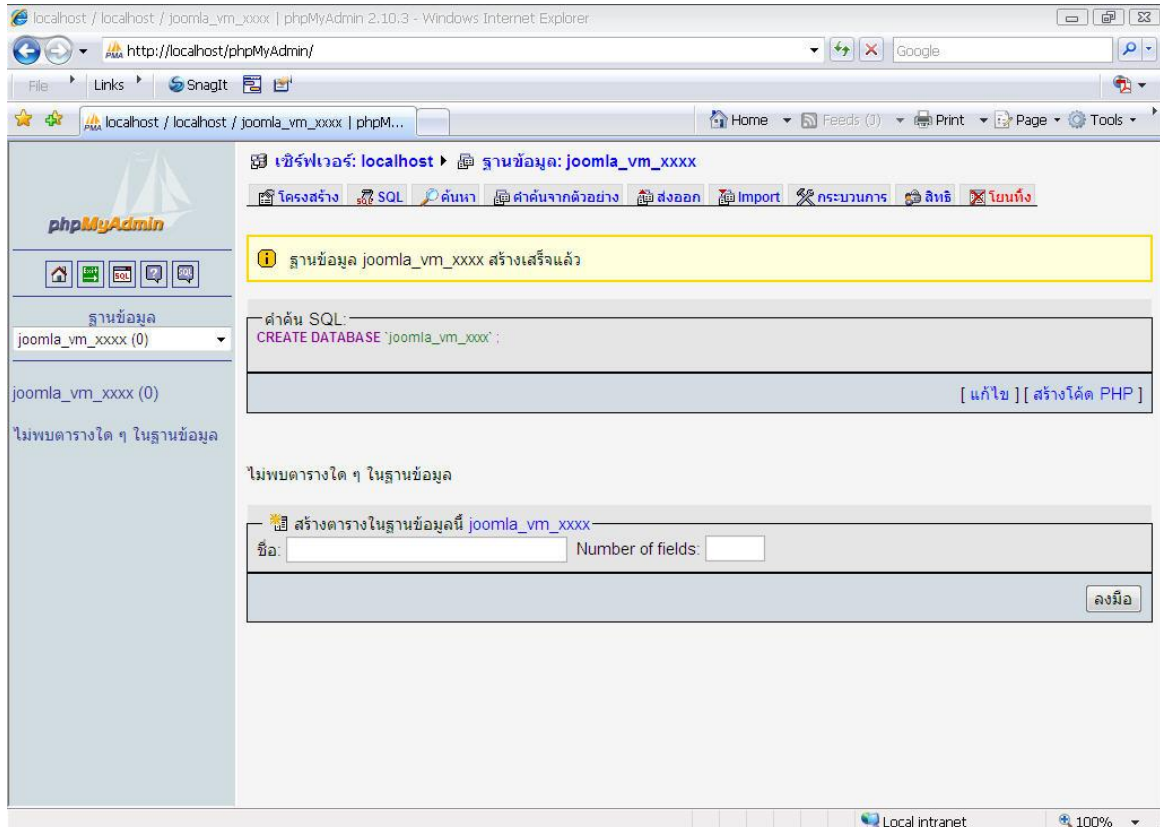 localhost / localhost / joomla_vm_xxxx | phpMyAdmin 2.10.3 - Windows Internet Explorer
http://localhost/phpMyAdmin/
Google
File Links SnagIt
localhost / localhost / joomla_vm_xxxx | phpM...
Home Feeds (J) Print Page Tools
phpMyAdmin
ฐานข้อมูล
joomla_vm_xxxx (0)
joomla_vm_xxxx (0)
ไม่พบตารางใด ๆ ในฐานข้อมูล
เซิร์ฟเวอร์: localhost ฐานข้อมูล: joomla_vm_xxxx
โครงสร้าง SQL ค้นหา คำค้นจากตัวอย่าง ส่งออก Import กระบวนการ สิทธิ โยนทิ้ง
ฐานข้อมูล joomla_vm_xxxx สร้างเสร็จแล้ว
คำค้น SQL:
CREATE DATABASE `joomla_vm_xxxx` ;
[ แก้ไข ] [ สร้างโค้ด PHP ]
ไม่พบตารางใด ๆ ในฐานข้อมูล
สร้างตารางในฐานข้อมูลนี้ joomla_vm_xxxx
ชื่อ: Number of fields:
ลงมือ
Local intranet 100%